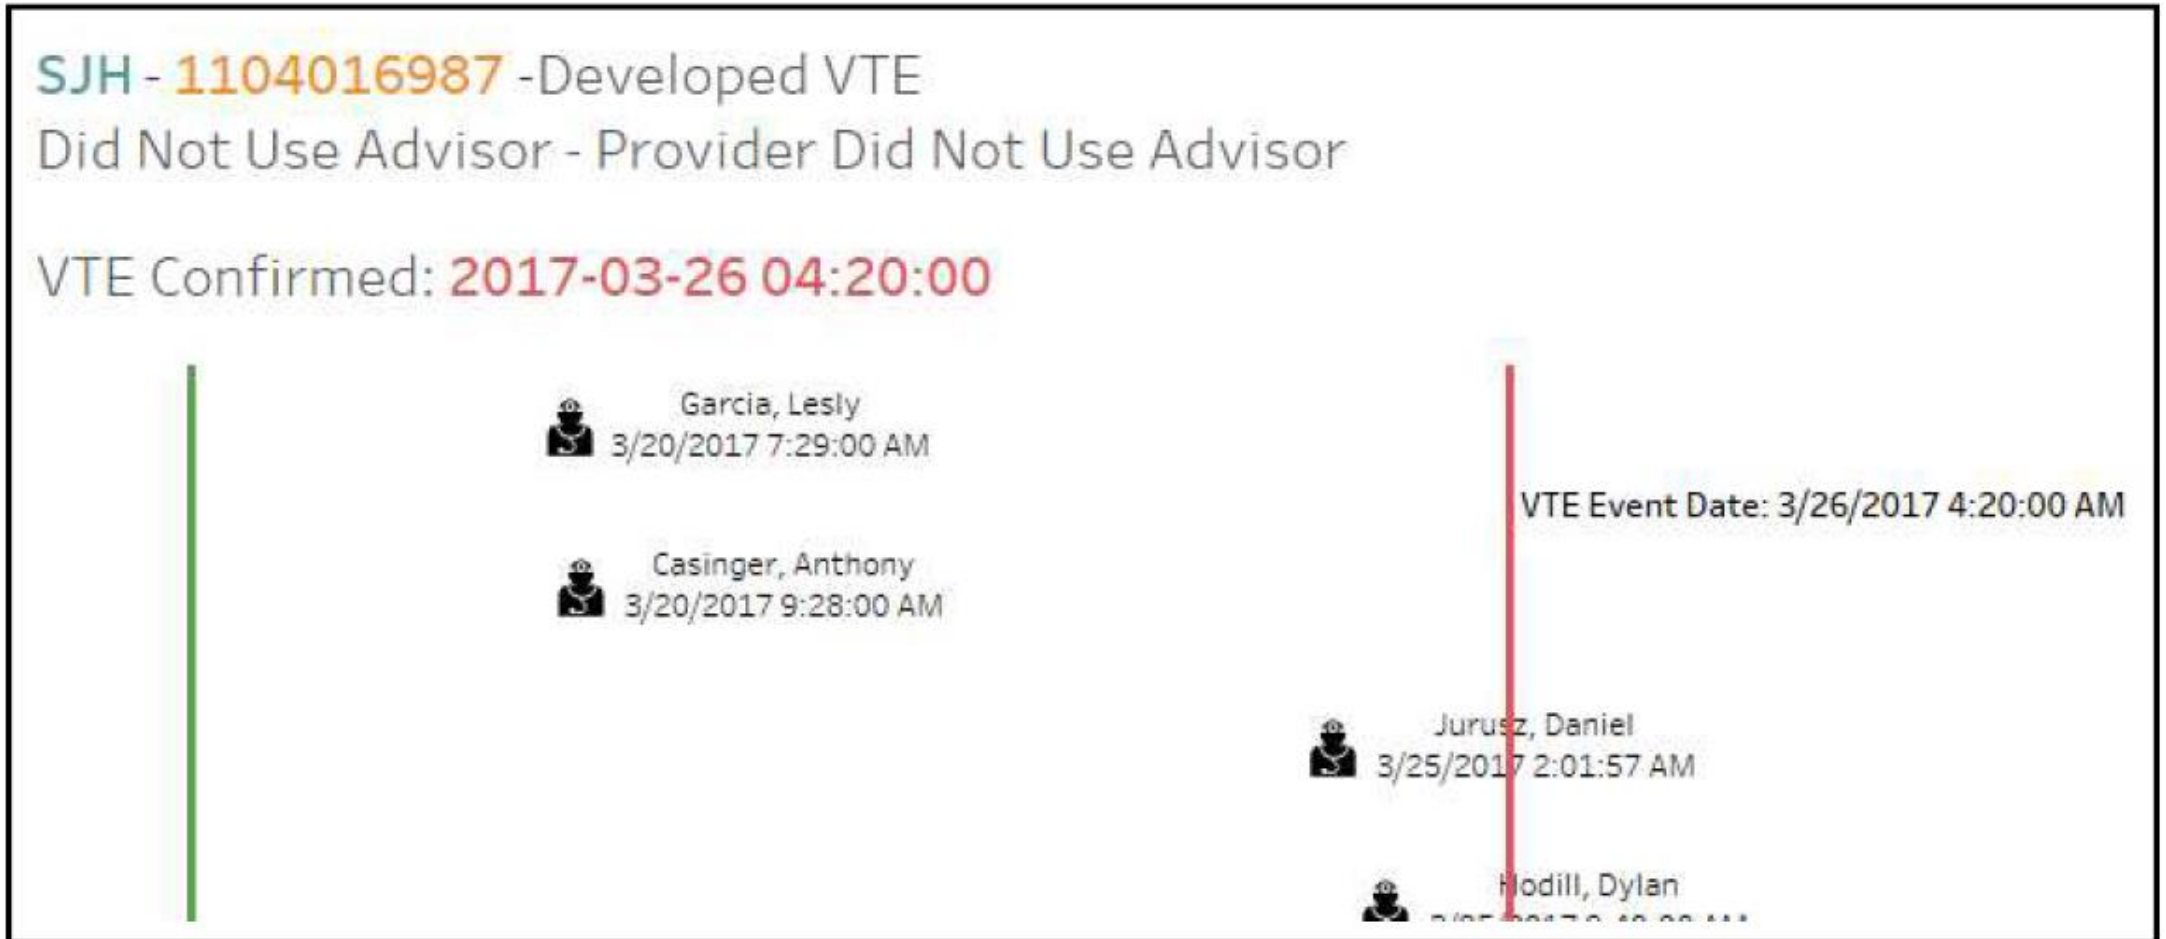 SJH - 1104016987 -Developed VTE
Did Not Use Advisor - Provider Did Not Use Advisor
VTE Confirmed: 2017-03-26 04:20:00
Garcia, Lesly
3/20/2017 7:29:00 AM
VTE Event Date: 3/26/2017 4:20:00 AM
Casinger, Anthony
3/20/2017 9:28:00 AM
Jurusz, Daniel
3/25/2017 2:01:57 AM
Hodill, Dylan